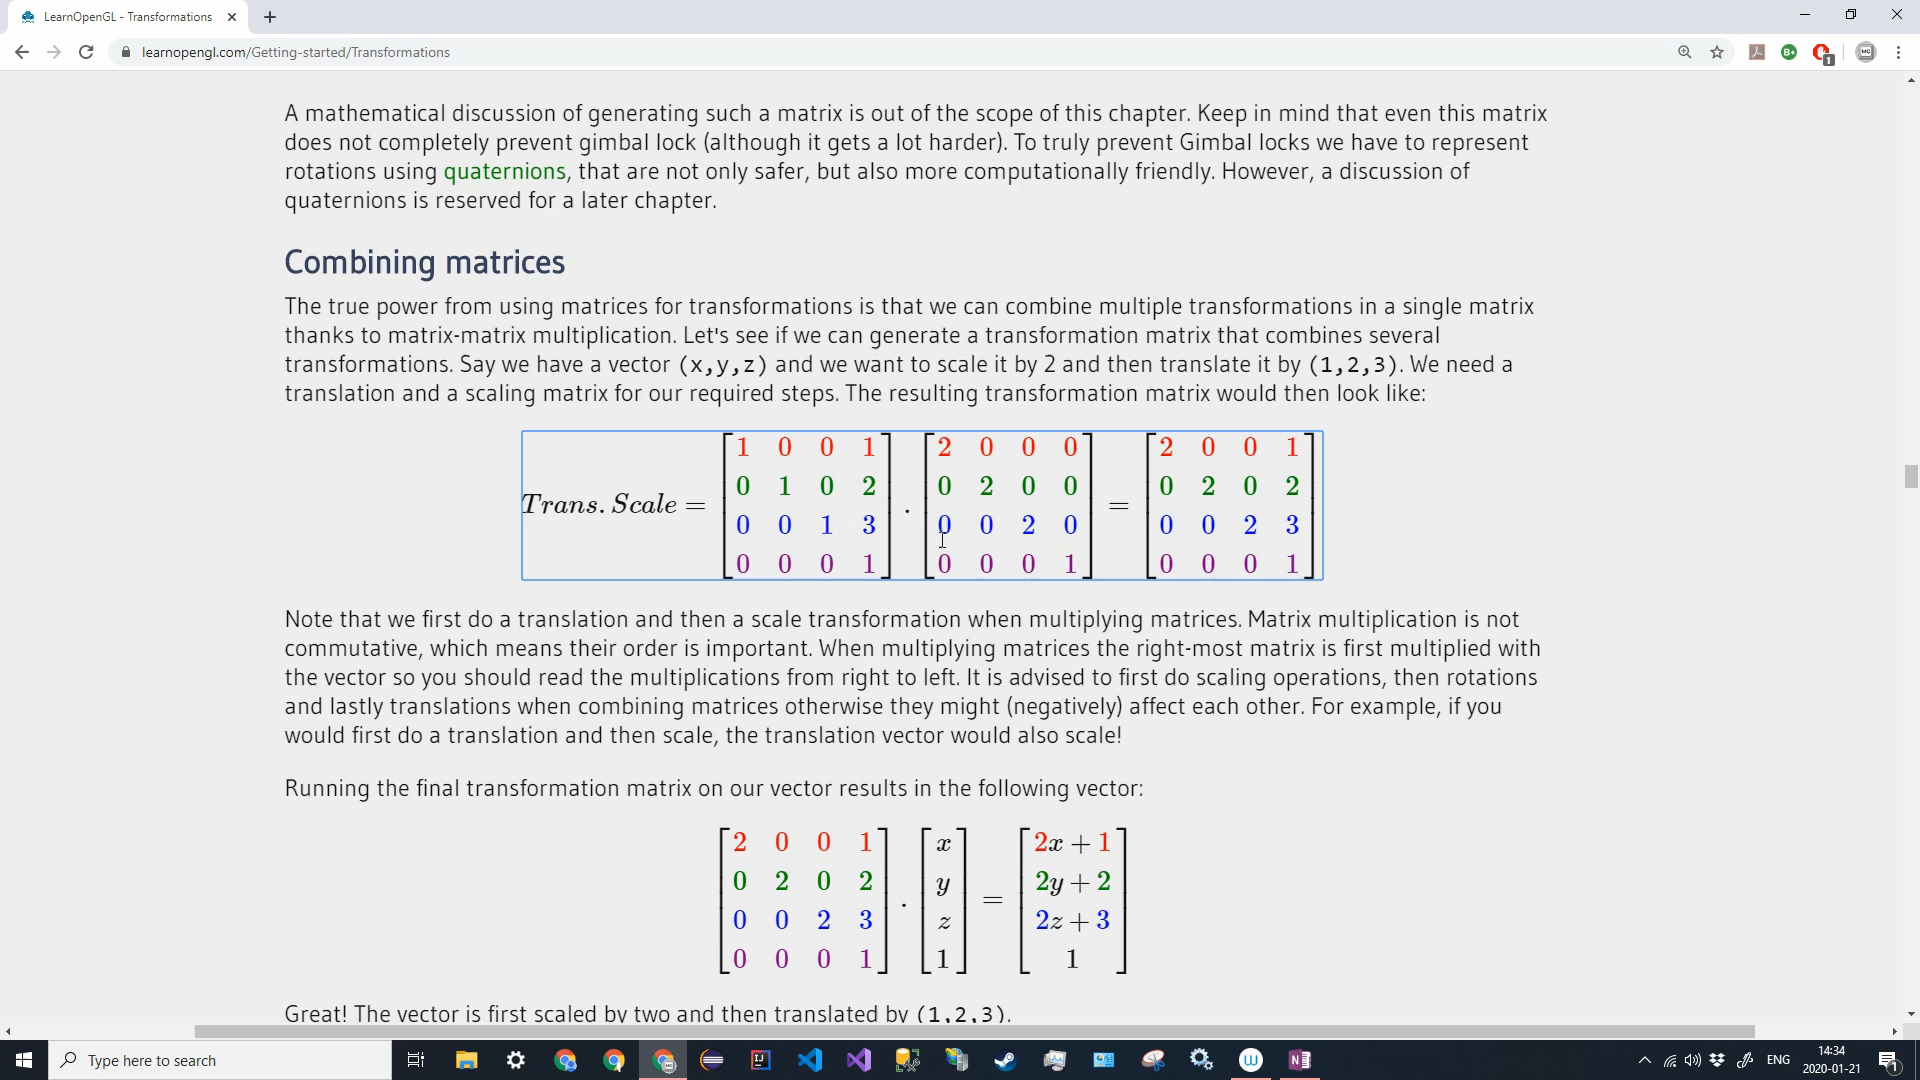 LearnOpenGL - Transformations
learnopengl.com/Getting-started/Transformations
A mathematical discussion of generating such a matrix is out of the scope of this chapter. Keep in mind that even this matrix
does not completely prevent gimbal lock (although it gets a lot harder). To truly prevent Gimbal locks we have to represent
rotations using quaternions, that are not only safer, but also more computationally friendly. However, a discussion of
quaternions is reserved for a later chapter.
Combining matrices
The true power from using matrices for transformations is that we can combine multiple transformations in a single matrix
thanks to matrix-matrix multiplication. Let's see if we can generate a transformation matrix that combines several
transformations. Say we have a vector (x,y,z) and we want to scale it by 2 and then translate it by (1,2,3). We need a
translation and a scaling matrix for our required steps. The resulting transformation matrix would then look like:
1 0 0 1 2 0 0 0 2 0 0 1
0 1 0 2 0 2 0 0 0 2 0 2
Trans. Scale = . =
0 0 1 3 0 0 2 0 0 0 2 3
0 0 0 1 0 0 0 1 0 0 0 1
Note that we first do a translation and then a scale transformation when multiplying matrices. Matrix multiplication is not
commutative, which means their order is important. When multiplying matrices the right-most matrix is first multiplied with
the vector so you should read the multiplications from right to left. It is advised to first do scaling operations, then rotations
and lastly translations when combining matrices otherwise they might (negatively) affect each other. For example, if you
would first do a translation and then scale, the translation vector would also scale!
Running the final transformation matrix on our vector results in the following vector:
2 0 0 1 x 2x + 1
0 2 0 2 y 2y + 2
. =
0 0 2 3 z 2z + 3
0 0 0 1 1 1
Great! The vector is first scaled by two and then translated by (1,2,3).
Type here to search
ENG
14:34
2020-01-21